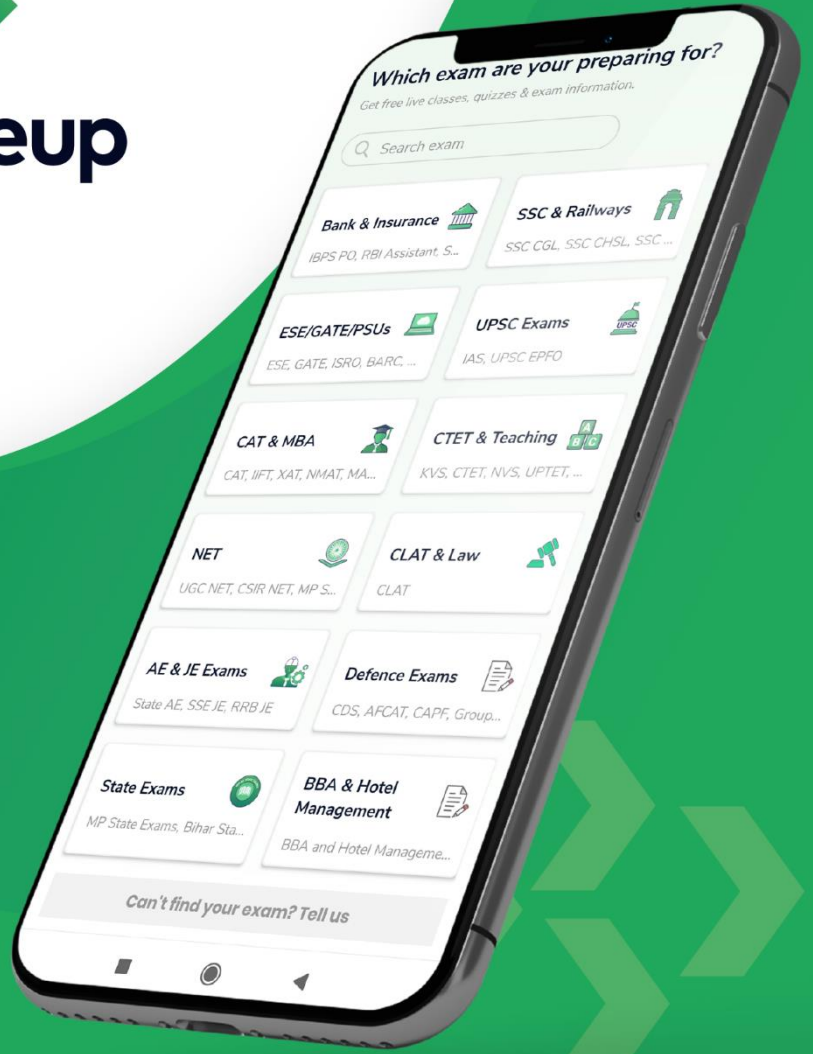 eup
Which exam are your preparing for?
Get free live classes, quizzes & exam information.
Search exam
Bank & Insurance
IBPS PO, RBI Assistant, S...
SSC & Railways
SSC CGL, SSC CHSL, SSC ...
ESE/GATE/PSUs
ESE, GATE, ISRO, BARC, ...
UPSC Exams
UPSC
IAS, UPSC EPFO
CAT & MBA
CAT, IIFT, XAT, NMAT, MA...
CTET & Teaching
A
B C
KVS, CTET, NVS, UPTET, ...
NET
UGC NET, CSIR NET, MP S...
CLAT & Law
CLAT
AE & JE Exams
State AE, SSE JE, RRB JE
Defence Exams
CDS, AFCAT, CAPF, Group...
State Exams
MP State Exams, Bihar Sta...
BBA & Hotel
Management
BBA and Hotel Manageme...
Can't find your exam? Tell us